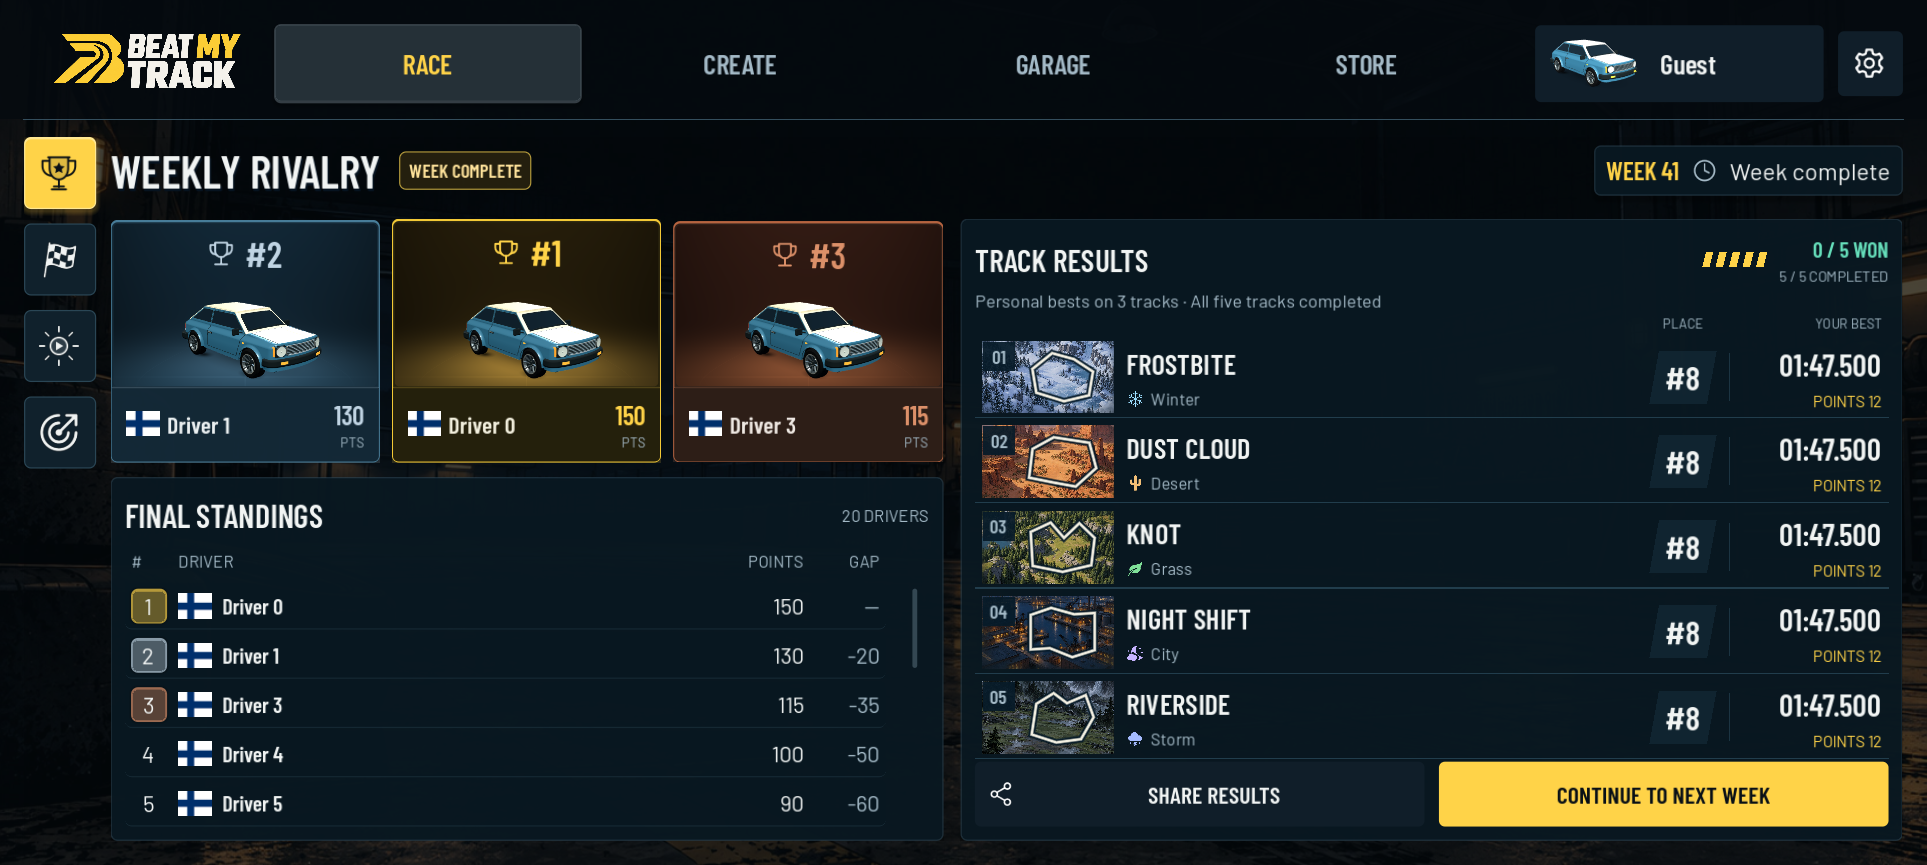 BEAT MY
TRACK
RACE
CREATE
GARAGE
STORE
Guest
WEEKLY RIVALRY
WEEK COMPLETE
WEEK 41 Week complete
#2
Driver 1
130
PTS
#1
Driver 0
150
PTS
#3
Driver 3
115
PTS
FINAL STANDINGS
20 DRIVERS
# DRIVER POINTS GAP
1 Driver 0 150 —
2 Driver 1 130 -20
3 Driver 3 115 -35
4 Driver 4 100 -50
5 Driver 5 90 -60
TRACK RESULTS
0 / 5 WON
5 / 5 COMPLETED
Personal bests on 3 tracks · All five tracks completed
PLACE YOUR BEST
01 FROSTBITE #8 01:47.500
Winter POINTS 12
02 DUST CLOUD #8 01:47.500
Desert POINTS 12
03 KNOT #8 01:47.500
Grass POINTS 12
04 NIGHT SHIFT #8 01:47.500
City POINTS 12
05 RIVERSIDE #8 01:47.500
Storm POINTS 12
SHARE RESULTS
CONTINUE TO NEXT WEEK